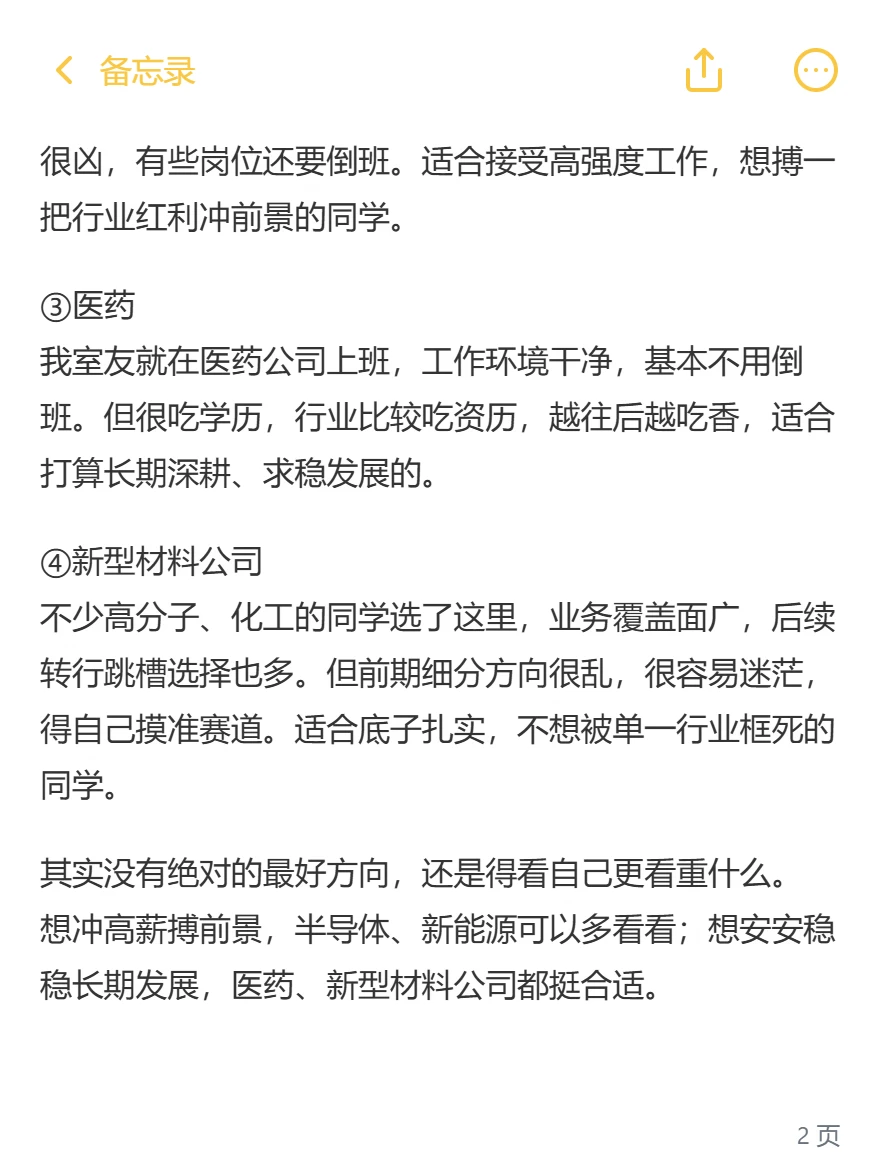 备忘录
很凶，有些岗位还要倒班。适合接受高强度工作，想搏一
把行业红利冲前景的同学。
③医药
我室友就在医药公司上班，工作环境干净，基本不用倒
班。但很吃学历，行业比较吃资历，越往后越吃香，适合
打算长期深耕、求稳发展的。
④新型材料公司
不少高分子、化工的同学选了这里，业务覆盖面广，后续
转行跳槽选择也多。但前期细分方向很乱，很容易迷茫，
得自己摸准赛道。适合底子扎实，不想被单一行业框死的
同学。
其实没有绝对的最好方向，还是得看自己更看重什么。
想冲高薪搏前景，半导体、新能源可以多看看；想安安稳
稳长期发展，医药、新型材料公司都挺合适。
2 页